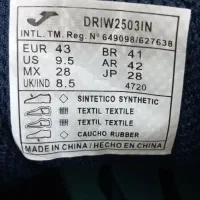 DRIW2503IN
INTL. TM. Reg. Nº 649098/627638
EUR 43 BR 41
US 9.5 AR 42
MX 28 JP 28
UK/IND 8.5 4720
SINTETICO SYNTHETIC
TEXTIL TEXTILE
TEXTIL TEXTILE
CAUCHO RUBBER
MADE IN CHINA / HECHO EN CHINA